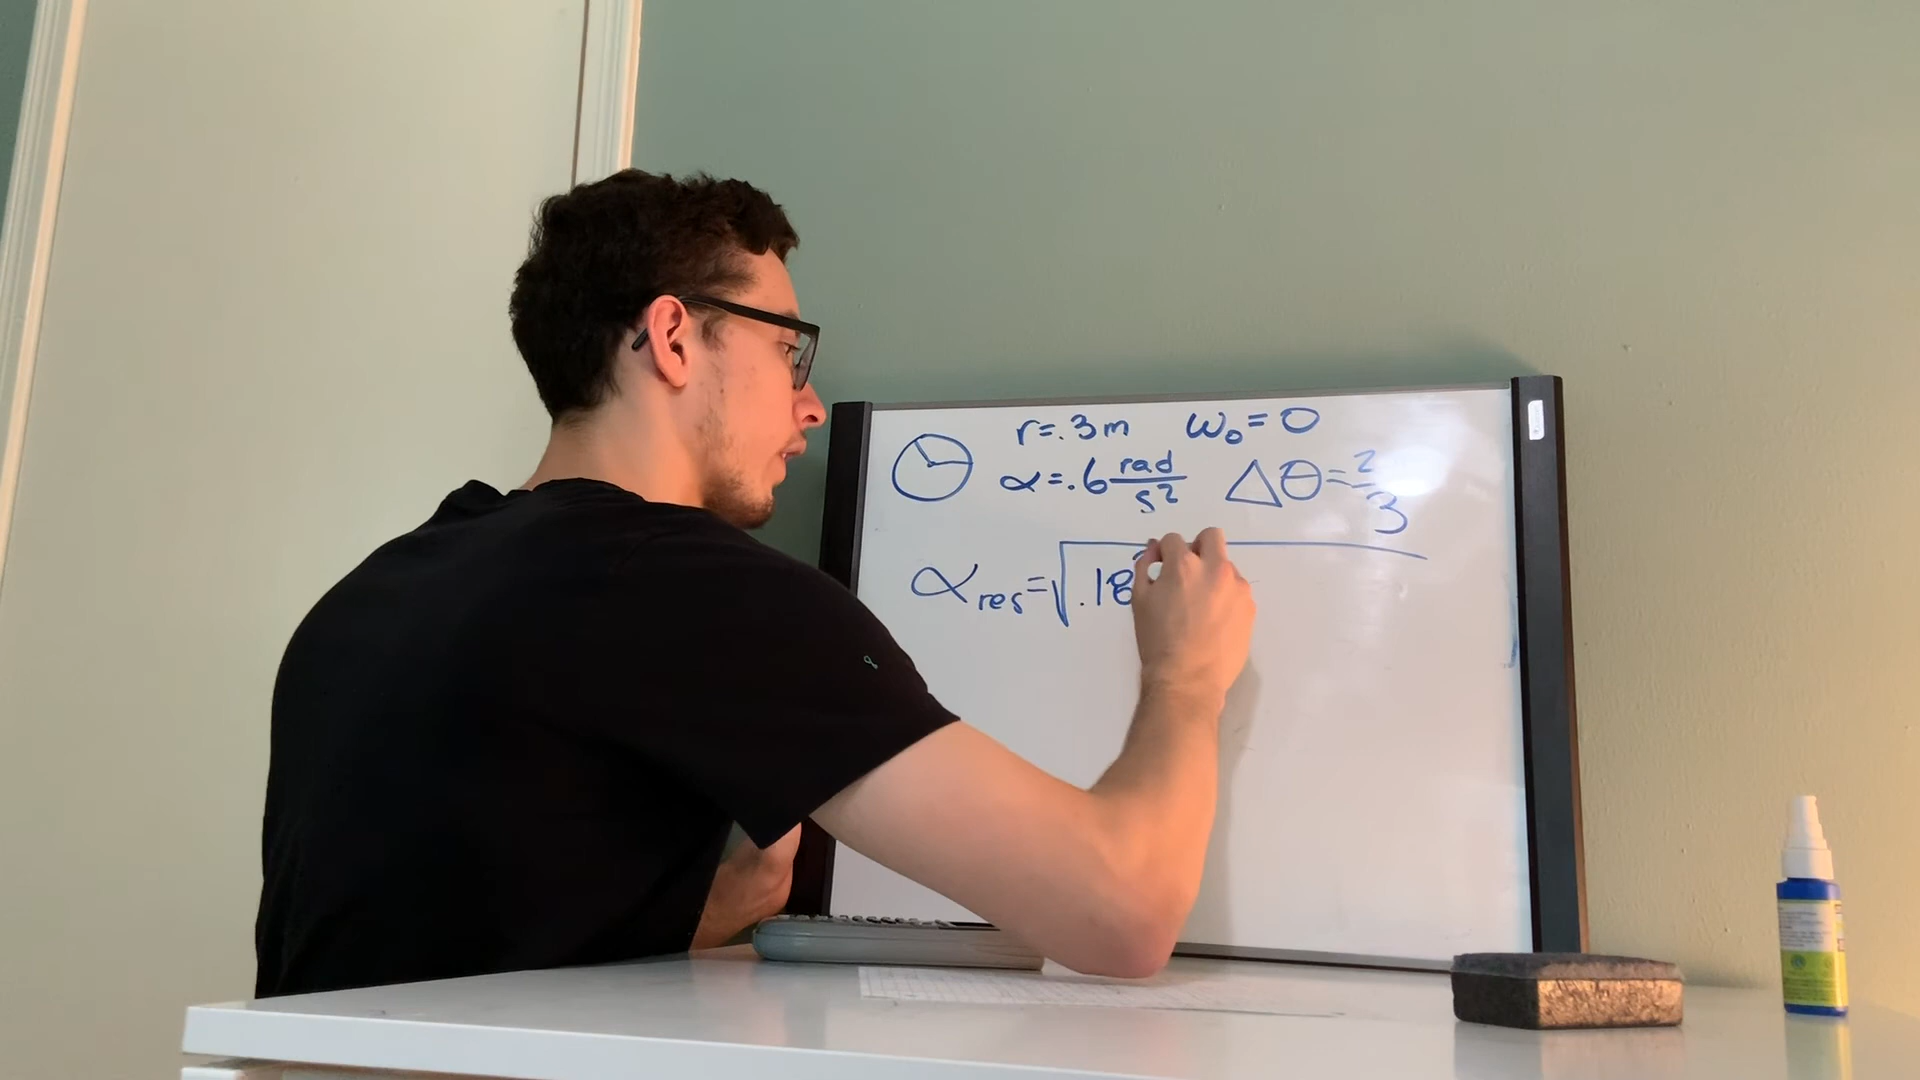 r=.3m ω₀=0
α=.6 rad/s² Δθ=2/3
α_res=√.18